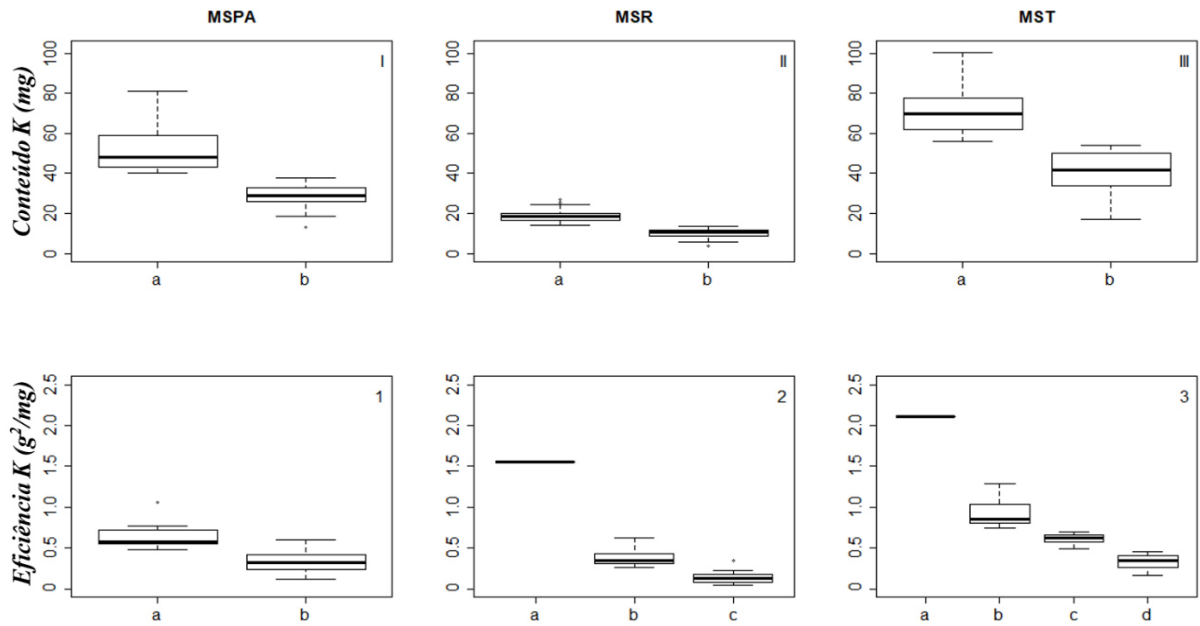 MSPA
MSR
MST
Conteúdo K (mg)
0 20 40 60 80 100
I
a b
0 20 40 60 80 100
II
a b
0 20 40 60 80 100
III
a b
Eficiência K (g²/mg)
0 0.5 1.0 1.5 2.0 2.5
1
a b
0 0.5 1.0 1.5 2.0 2.5
2
a b c
0 0.5 1.0 1.5 2.0 2.5
3
a b c d